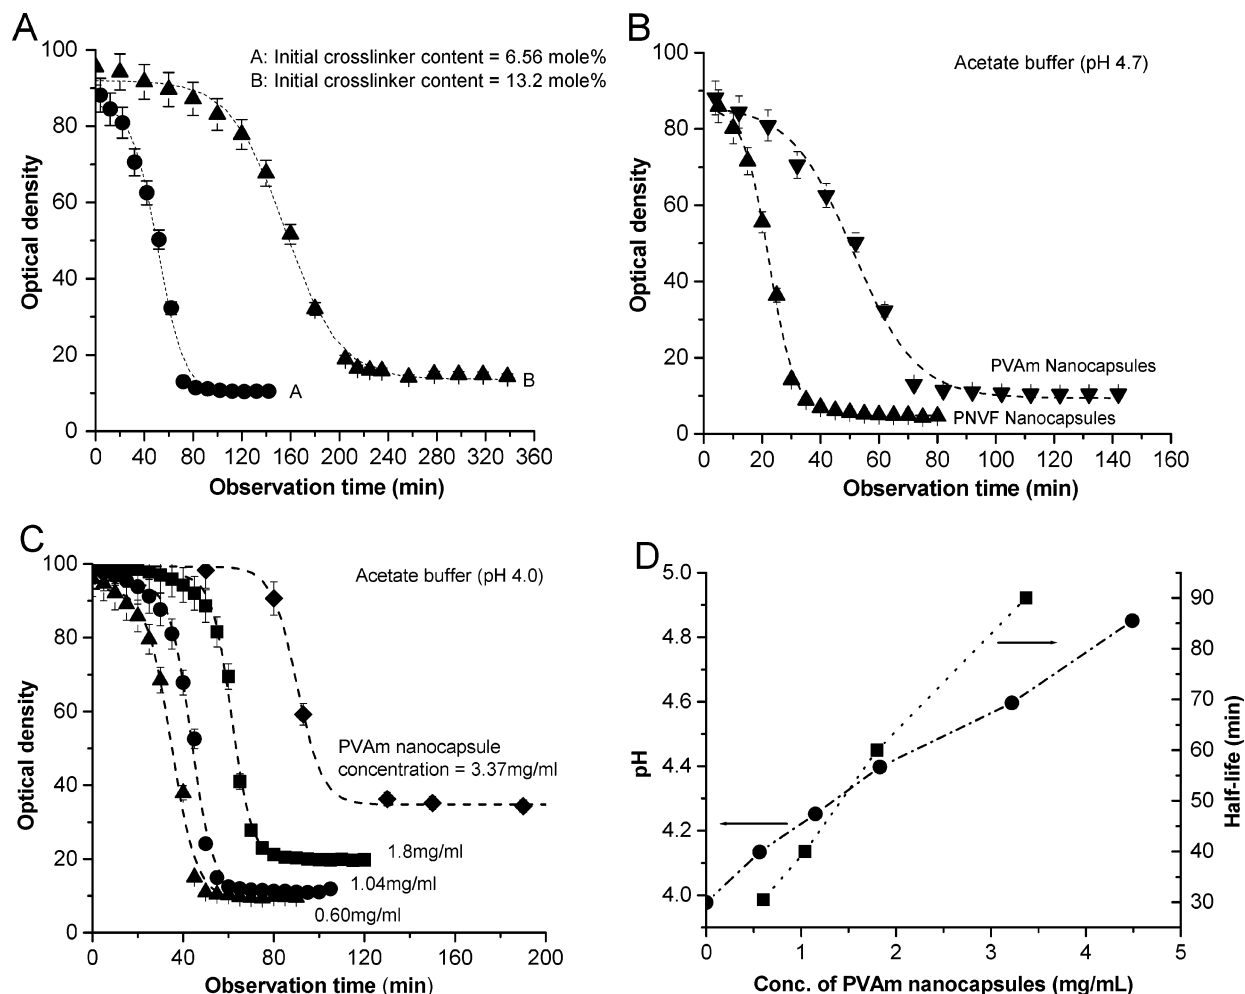 A
A: Initial crosslinker content = 6.56 mole%
B: Initial crosslinker content = 13.2 mole%
100
80
60
40
20
0
Optical density
A
B
0 40 80 120 160 200 240 280 320 360
Observation time (min)
B
Acetate buffer (pH 4.7)
100
80
60
40
20
0
Optical density
PVAm Nanocapsules
PNVF Nanocapsules
0 20 40 60 80 100 120 140 160
Observation time (min)
C
Acetate buffer (pH 4.0)
100
80
60
40
20
0
Optical density
PVAm nanocapsule
concentration = 3.37mg/ml
1.8mg/ml
1.04mg/ml
0.60mg/ml
0 40 80 120 160 200
Observation time (min)
D
5.0
4.8
4.6
4.4
4.2
4.0
pH
90
80
70
60
50
40
30
Half-life (min)
0 1 2 3 4 5
Conc. of PVAm nanocapsules (mg/mL)